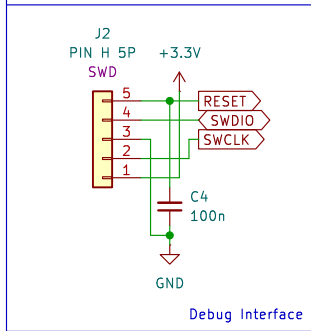 J2
PIN H 5P
+3.3V
SWD
5
RESET
4
SWDIO
3
SWCLK
2
1
C4
100n
GND
Debug Interface